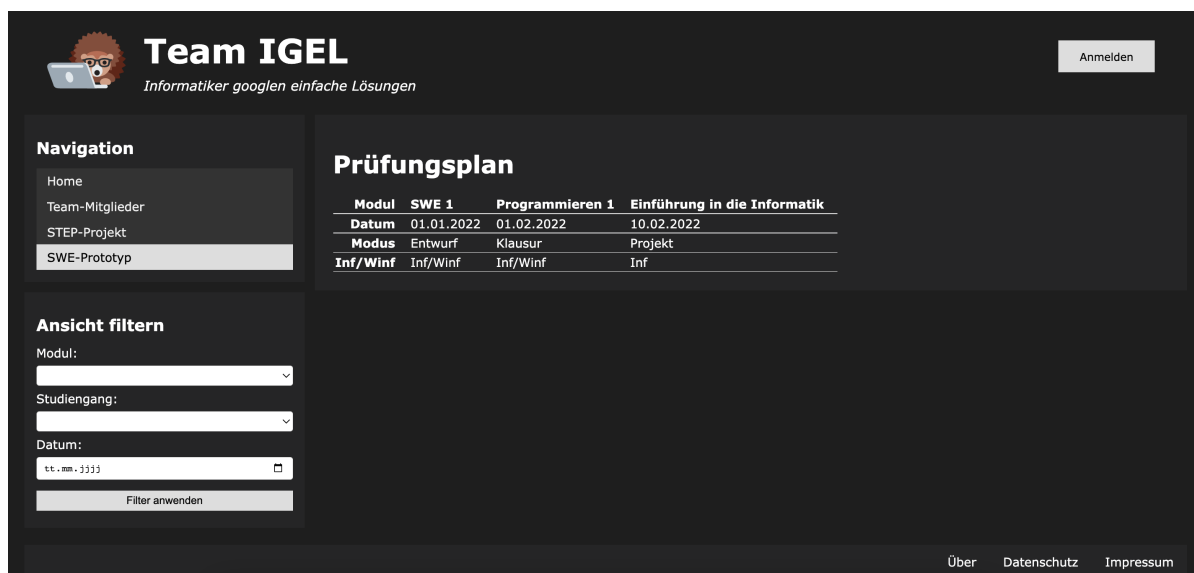 Team IGEL
Informatiker googlen einfache Lösungen
Anmelden
Navigation
Home
Team-Mitglieder
STEP-Projekt
SWE-Prototyp
Ansicht filtern
Modul:
Studiengang:
Datum:
tt.mm.jjjj
Filter anwenden
Prüfungsplan
Modul SWE 1 Programmieren 1 Einführung in die Informatik
Datum 01.01.2022 01.02.2022 10.02.2022
Modus Entwurf Klausur Projekt
Inf/Winf Inf/Winf Inf/Winf Inf
Über Datenschutz Impressum